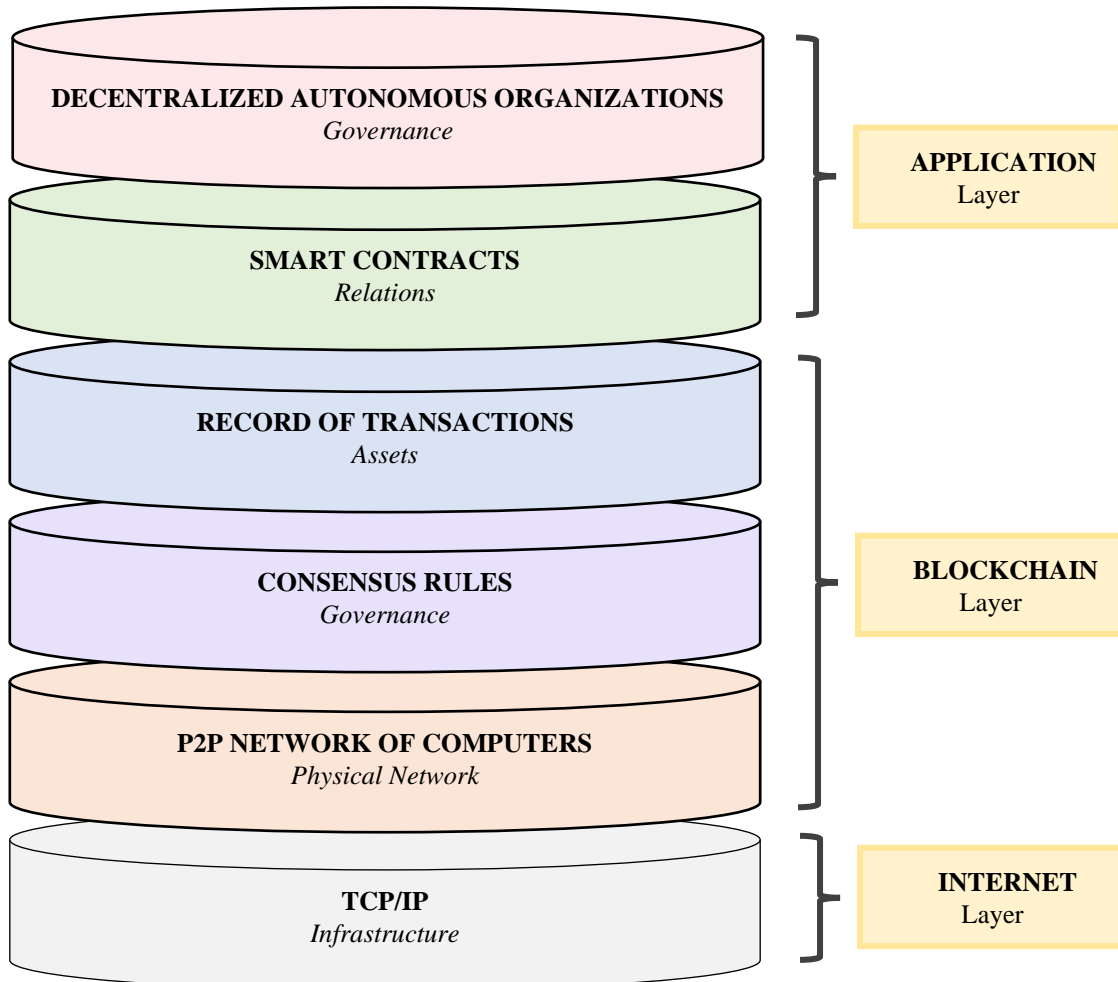 DECENTRALIZED AUTONOMOUS ORGANIZATIONS
Governance
APPLICATION
Layer
SMART CONTRACTS
Relations
RECORD OF TRANSACTIONS
Assets
CONSENSUS RULES
Governance
BLOCKCHAIN
Layer
P2P NETWORK OF COMPUTERS
Physical Network
TCP/IP
Infrastructure
INTERNET
Layer